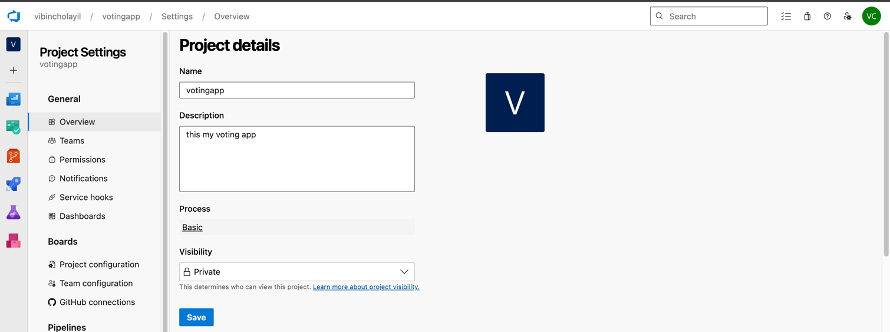 vibincholayil / votingapp / Settings / Overview
Search
VC
V
Project Settings
votingapp
General
Overview
Teams
Permissions
Notifications
Service hooks
Dashboards
Boards
Project configuration
Team configuration
GitHub connections
Pipelines
Project details
Name
votingapp
Description
this my voting app
Process
Basic
Visibility
Private
This determines who can view this project. Learn more about project visibility.
Save
V